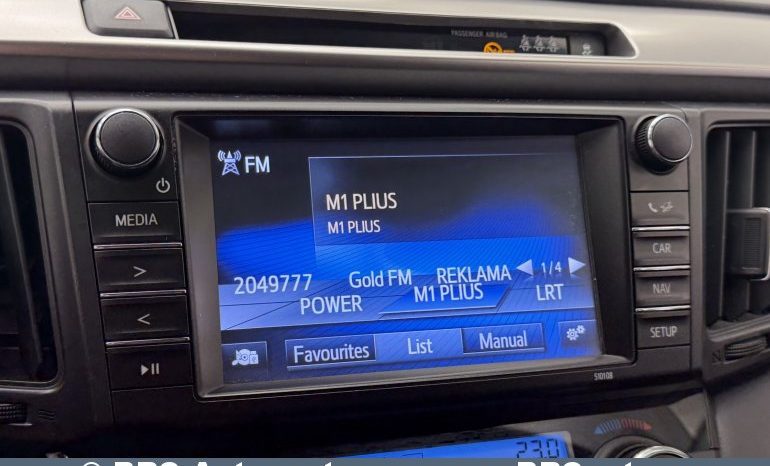 PASSENGER AIR BAG
FM
M1 PLIUS
M1 PLIUS
MEDIA
CAR
NAV
SETUP
2049777 Gold FM REKLAMA 1/4
POWER M1 PLIUS LRT
Favourites List Manual
510108
23.0